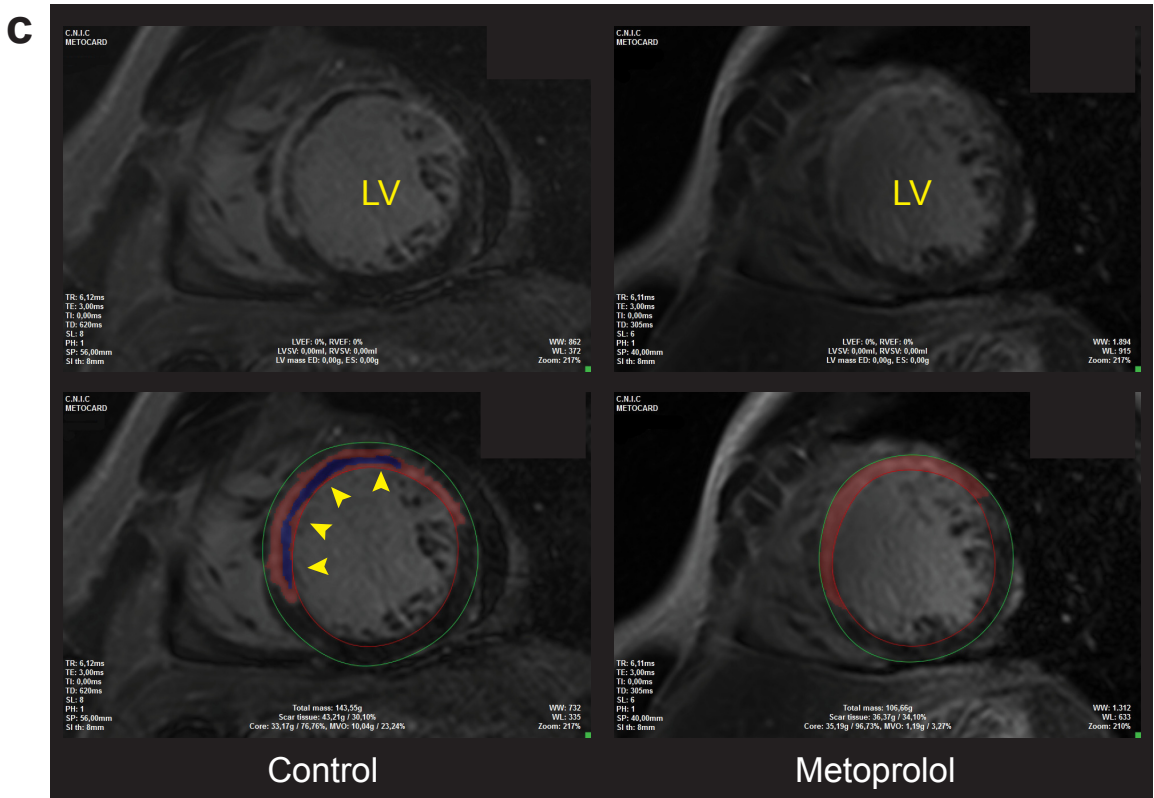 c
C.N.I.C
METOCARD
LV
TR: 6,12ms
TE: 3,00ms
TI: 0,00ms
TD: 620ms
SL: 8
PH: 1
SP: 56,00mm
Sl th: 8mm
LVEF: 0%, RVEF: 0%
LVSV: 0,00ml, RVSV: 0,00ml
LV mass ED: 0,00g, ES: 0,00g
WW: 862
WL: 372
Zoom: 217%
C.N.I.C
METOCARD
LV
TR: 6,11ms
TE: 3,00ms
TI: 0,00ms
TD: 305ms
SL: 6
PH: 1
SP: 40,00mm
Sl th: 8mm
LVEF: 0%, RVEF: 0%
LVSV: 0,00ml, RVSV: 0,00ml
LV mass ED: 0,00g, ES: 0,00g
WW: 1.894
WL: 915
Zoom: 217%
C.N.I.C
METOCARD
TR: 6,12ms
TE: 3,00ms
TI: 0,00ms
TD: 620ms
SL: 8
PH: 1
SP: 56,00mm
Sl th: 8mm
Total mass: 143,55g
Scar tissue: 43,21g / 30,10%
Core: 33,17g / 76,76%, MVO: 10,04g / 23,24%
WW: 732
WL: 335
Zoom: 217%
C.N.I.C
METOCARD
TR: 6,11ms
TE: 3,00ms
TI: 0,00ms
TD: 305ms
SL: 6
PH: 1
SP: 40,00mm
Sl th: 8mm
Total mass: 106,66g
Scar tissue: 36,37g / 34,10%
Core: 35,19g / 96,73%, MVO: 1,19g / 3,27%
WW: 1.312
WL: 633
Zoom: 210%
Control
Metoprolol